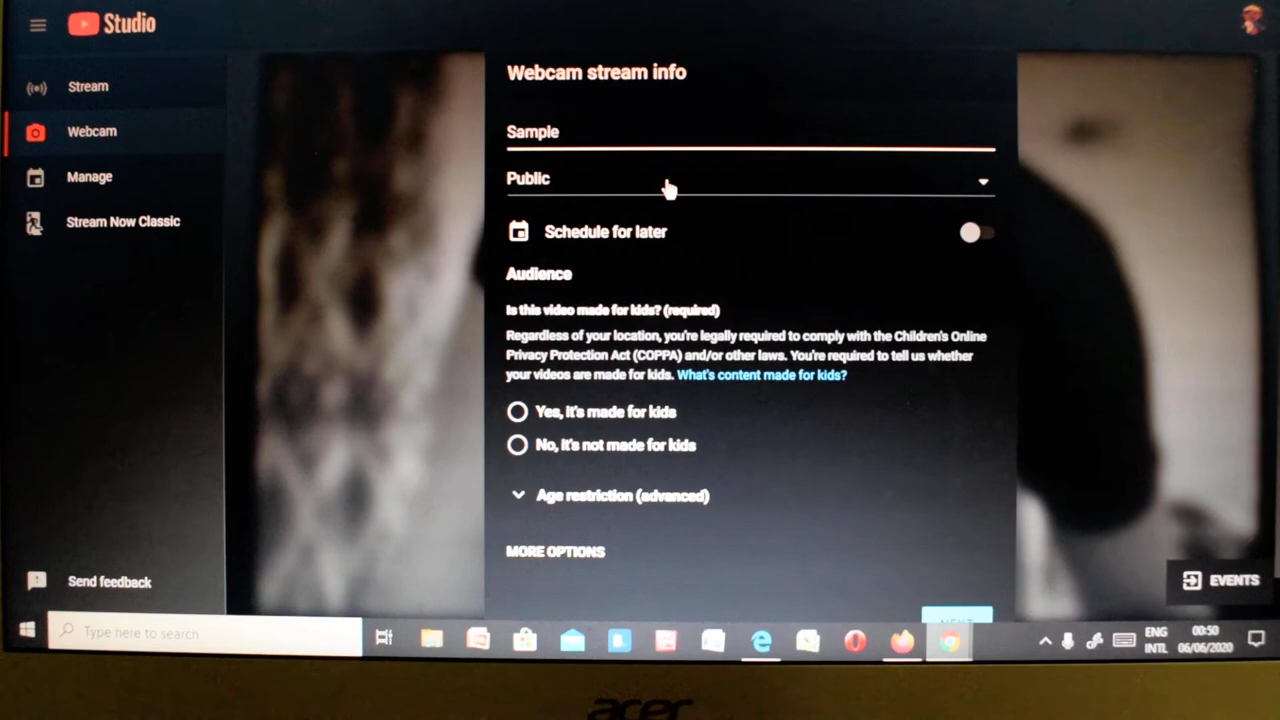 Studio
Stream
Webcam
Manage
Stream Now Classic
Send feedback
Webcam stream info
Sample
Public
Schedule for later
Audience
Is this video made for kids? (required)
Regardless of your location, you're legally required to comply with the Children's Online
Privacy Protection Act (COPPA) and/or other laws. You're required to tell us whether
your videos are made for kids. What's content made for kids?
Yes, it's made for kids
No, it's not made for kids
Age restriction (advanced)
MORE OPTIONS
NEXT
EVENTS
Type here to search
ENG
INTL
00:50
06/06/2020
acer